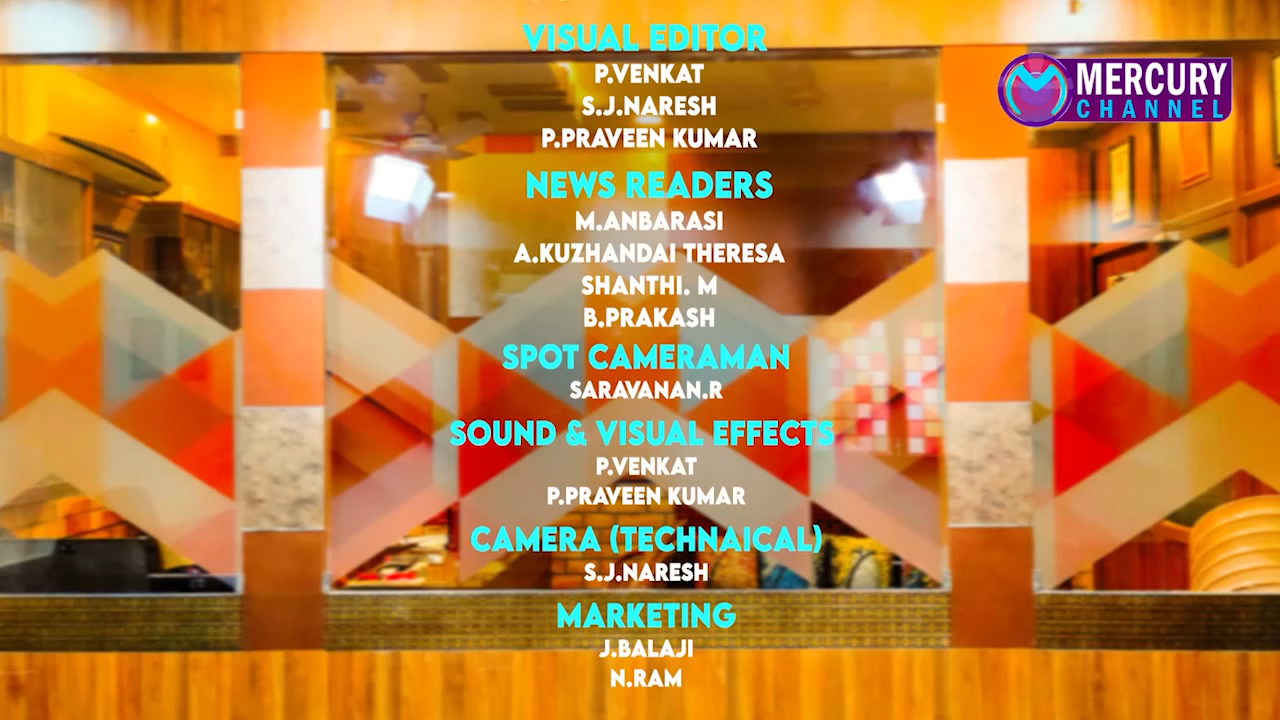 VISUAL EDITOR
P.VENKAT
S.J.NARESH
P.PRAVEEN KUMAR
NEWS READERS
M.ANBARASI
A.KUZHANDAI THERESA
SHANTHI. M
B.PRAKASH
SPOT CAMERAMAN
SARAVANAN.R
SOUND & VISUAL EFFECTS
P.VENKAT
P.PRAVEEN KUMAR
CAMERA (TECHNAICAL)
S.J.NARESH
MARKETING
J.BALAJI
N.RAM
MERCURY
CHANNEL